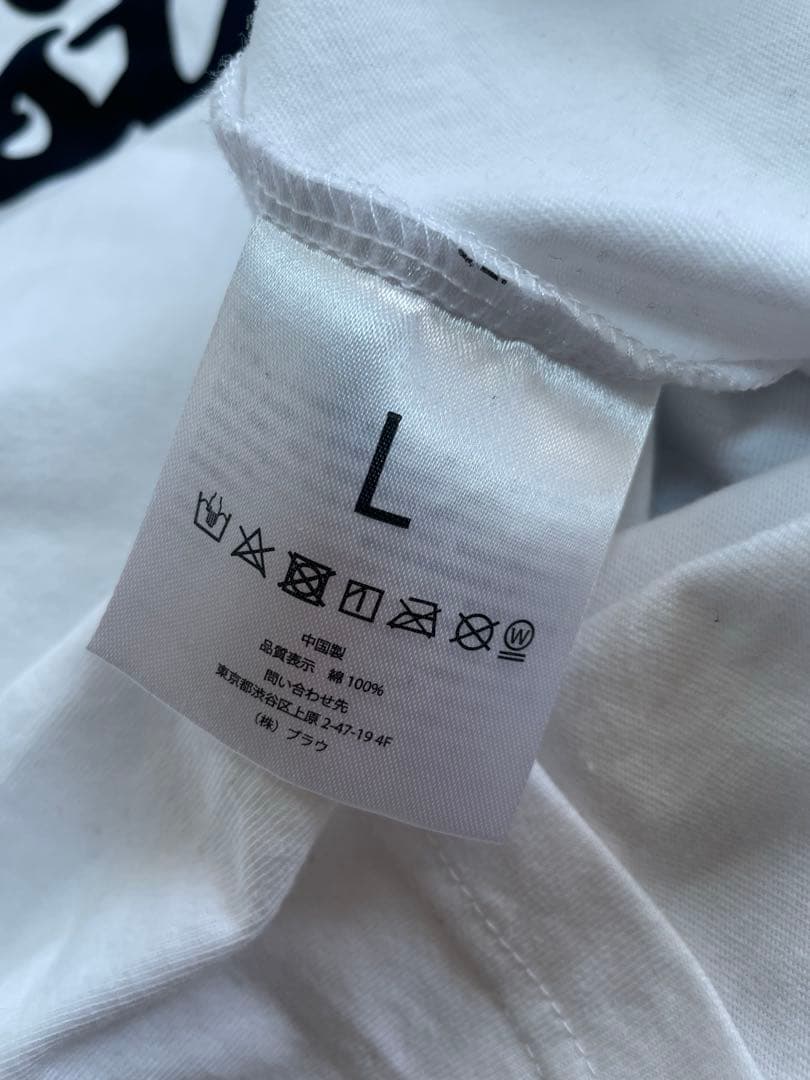 L
W
中国製
品質表示 綿 100%
問い合わせ先
東京都渋谷区上原 2-47-19 4F
（株）プラウ